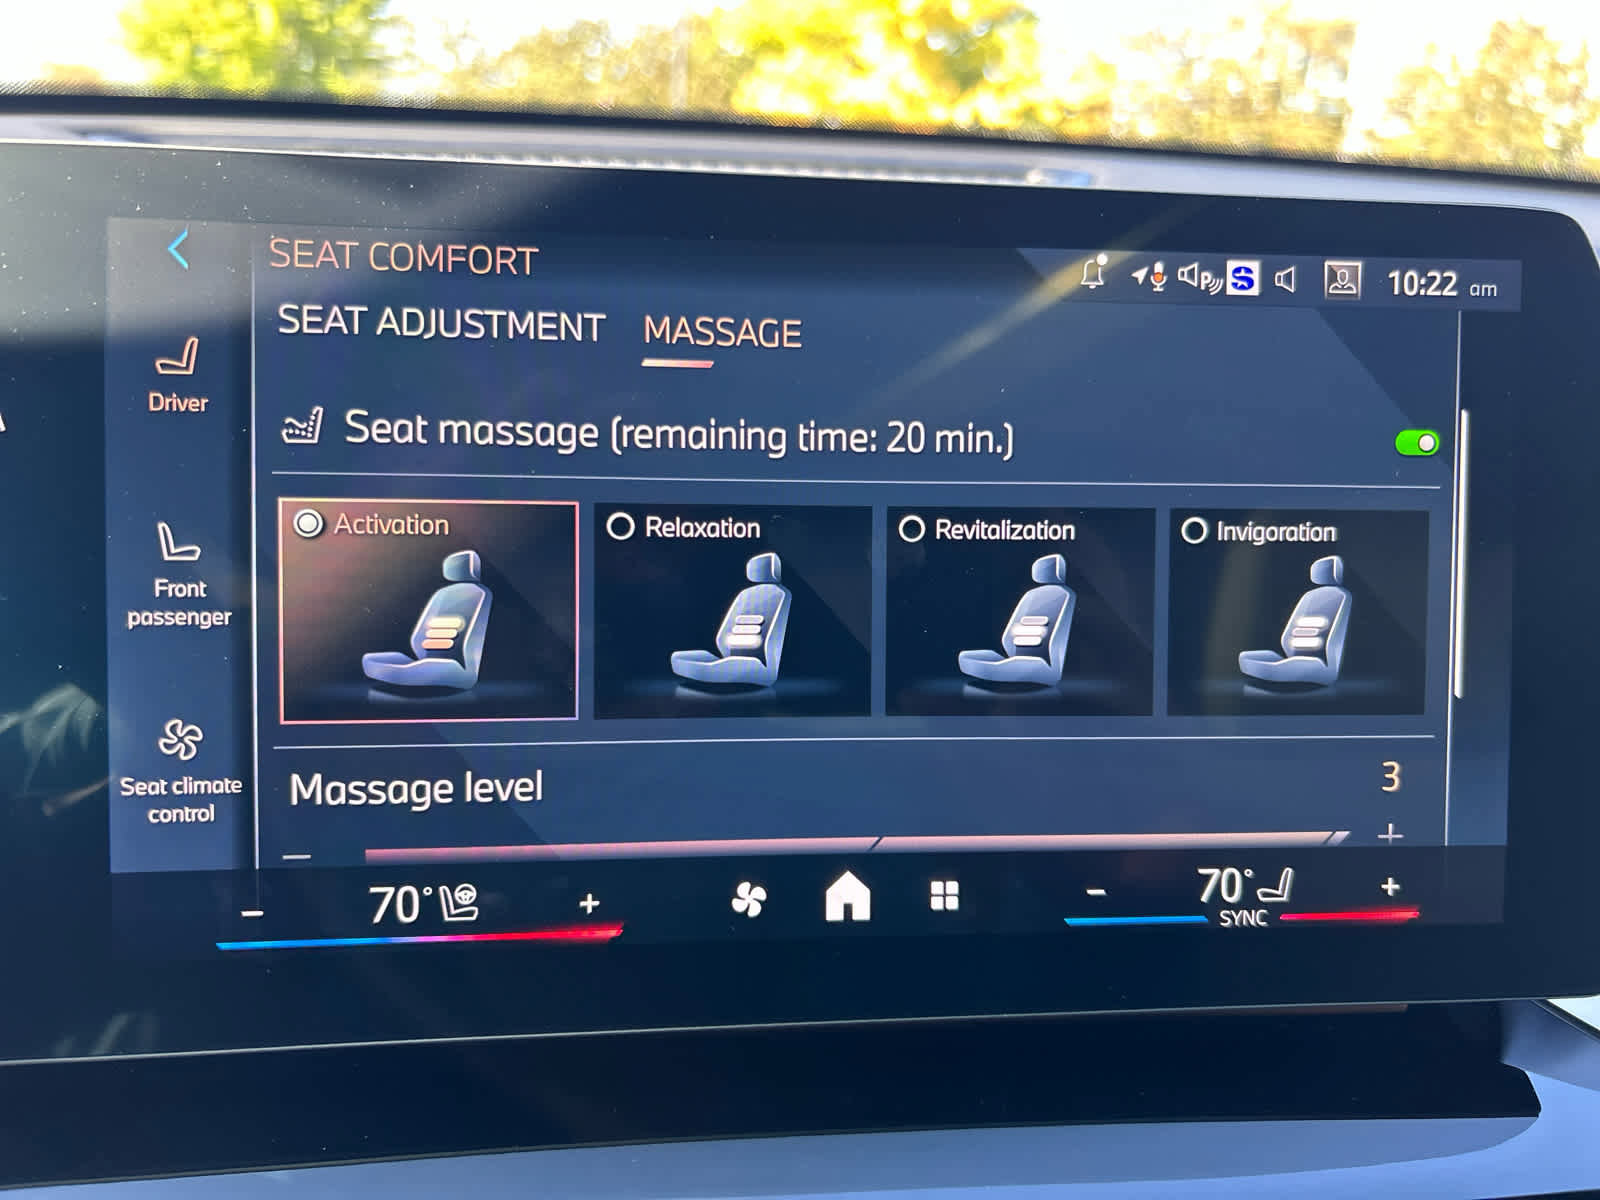 SEAT COMFORT
P
S
10:22 am
SEAT ADJUSTMENT MASSAGE
Driver
Seat massage (remaining time: 20 min.)
Activation Relaxation Revitalization Invigoration
Front
passenger
Seat climate
control
Massage level 3
− +
− 70° + − 70° +
SYNC